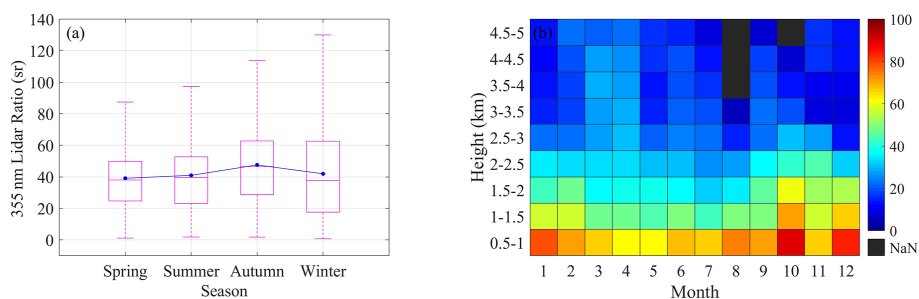 (a)
355 nm Lidar Ratio (sr)
140
120
100
80
60
40
20
0
Spring Summer Autumn Winter
Season
(b)
Height (km)
4.5-5
4-4.5
3.5-4
3-3.5
2.5-3
2-2.5
1.5-2
1-1.5
0.5-1
1 2 3 4 5 6 7 8 9 10 11 12
Month
100
80
60
40
20
0
NaN